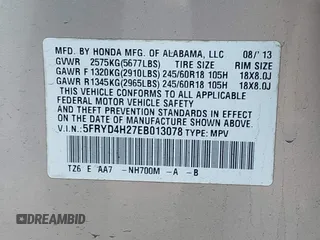 MFD. BY HONDA MFG. OF ALABAMA, LLC 08/'13
GVWR 2575KG(5677LBS) TIRE SIZE RIM SIZE
GAWR F 1320KG(2910LBS) 245/60R18 105H 18X8.0J
GAWR R1345KG(2965LBS) 245/60R18 105H 18X8.0J
THIS VEHICLE CONFORMS TO ALL APPLICABLE
FEDERAL MOTOR VEHICLE SAFETY AND
THEFT PREVENTION STANDARDS IN EFFECT ON
THE DATE OF MANUFACTURE SHOWN ABOVE.
V.I.N.: 5FRYD4H27EB013078 TYPE: MPV
TZ6 E AA7 -NH700M -A -B
DREAMBID